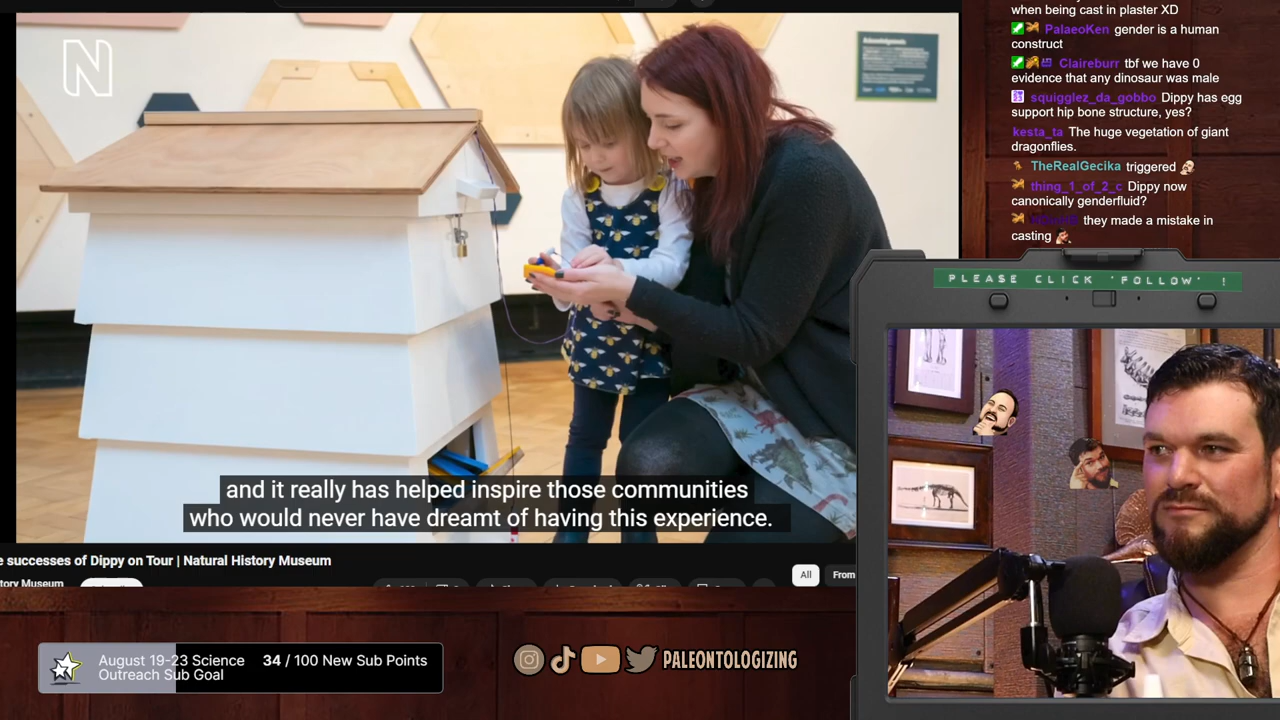 when being cast in plaster XD
PalaeoKen gender is a human
construct
Claireburr tbf we have 0
evidence that any dinosaur was male
squigglez_da_gobbo Dippy has egg
support hip bone structure, yes?
kesta_ta The huge vegetation of giant
dragonflies.
TheRealGecika triggered
thing_1_of_2_c Dippy now
canonically genderfluid?
they made a mistake in
casting
N
Acknowledgements
PLEASE CLICK 'FOLLOW' !
and it really has helped inspire those communities
who would never have dreamt of having this experience.
e successes of Dippy on Tour | Natural History Museum
tory Museum
All
From
August 19-23 Science
Outreach Sub Goal
34 / 100 New Sub Points
PALEONTOLOGIZING